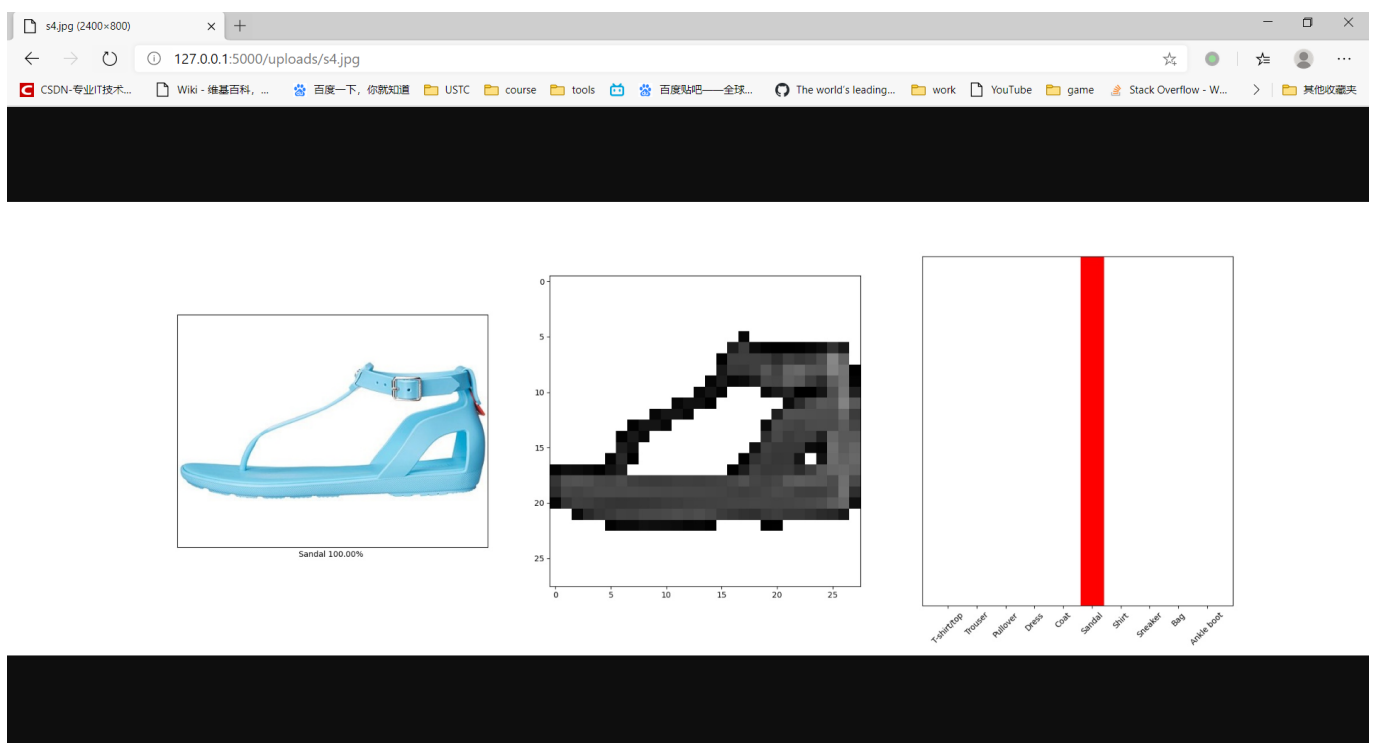 s4.jpg (2400×800)
127.0.0.1:5000/uploads/s4.jpg
CSDN-专业IT技术... Wiki - 维基百科，... 百度一下，你就知道 USTC course tools 百度贴吧——全球... The world's leading... work YouTube game Stack Overflow - W... 其他收藏夹
Sandal 100.00%
0
5
10
15
20
25
0 5 10 15 20 25
T-shirt/top Trouser Pullover Dress Coat Sandal Shirt Sneaker Bag Ankle boot